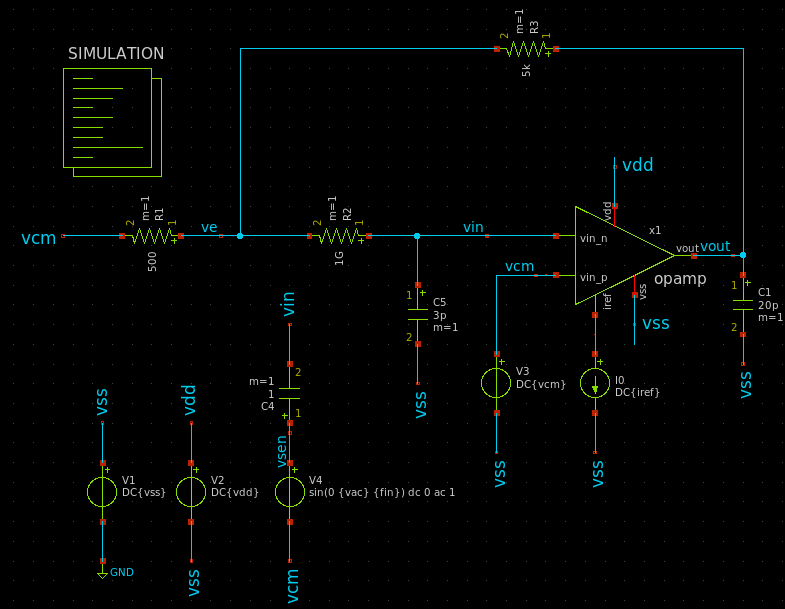 SIMULATION
2
m=1
R3
1
5k
vdd
vcm
2
m=1
R1
1
500
ve
2
m=1
R2
1
1G
vin
vin_n
vdd
x1
vout
vout
vcm
vin_p
iref
vss
opamp
vss
1
C5
3p
m=1
2
1
C1
20p
m=1
2
vss
vin
m=1
1
C4
2
1
vss
V3
DC{vcm}
I0
DC{iref}
vss
vss
vss
vdd
vsen
V1
DC{vss}
V2
DC{vdd}
V4
sin(0 {vac} {fin}) dc 0 ac 1
GND
vss
vcm